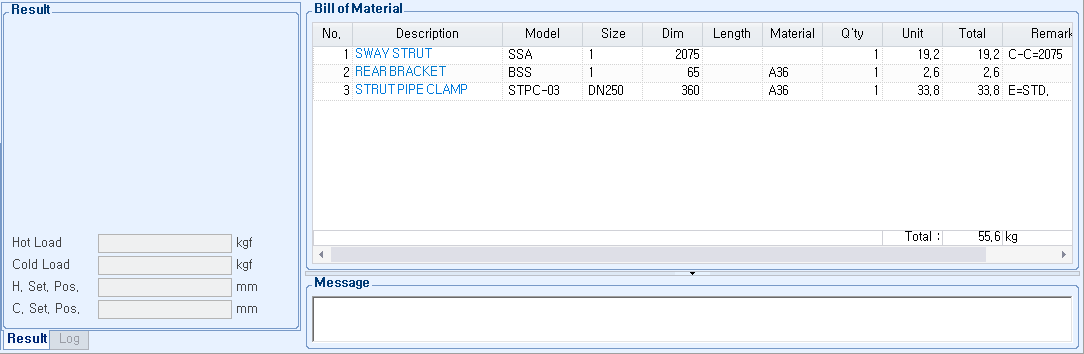 Result
Hot Load kgf
Cold Load kgf
H. Set. Pos. mm
C. Set. Pos. mm
Result Log
Bill of Material
No. Description Model Size Dim Length Material Q'ty Unit Total Remark
1 SWAY STRUT SSA 1 2075 1 19.2 19.2 C-C=2075
2 REAR BRACKET BSS 1 65 A36 1 2.6 2.6
3 STRUT PIPE CLAMP STPC-03 DN250 360 A36 1 33.8 33.8 E=STD.
Total : 55.6 kg
Message